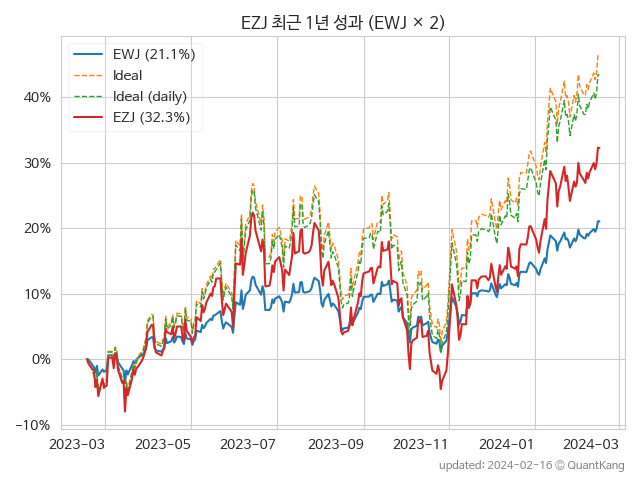 EZJ 최근 1년 성과 (EWJ × 2)
EWJ (21.1%)
Ideal
Ideal (daily)
EZJ (32.3%)
40%
30%
20%
10%
0%
−10%
2023-03 2023-05 2023-07 2023-09 2023-11 2024-01 2024-03
updated: 2024-02-16 © QuantKang